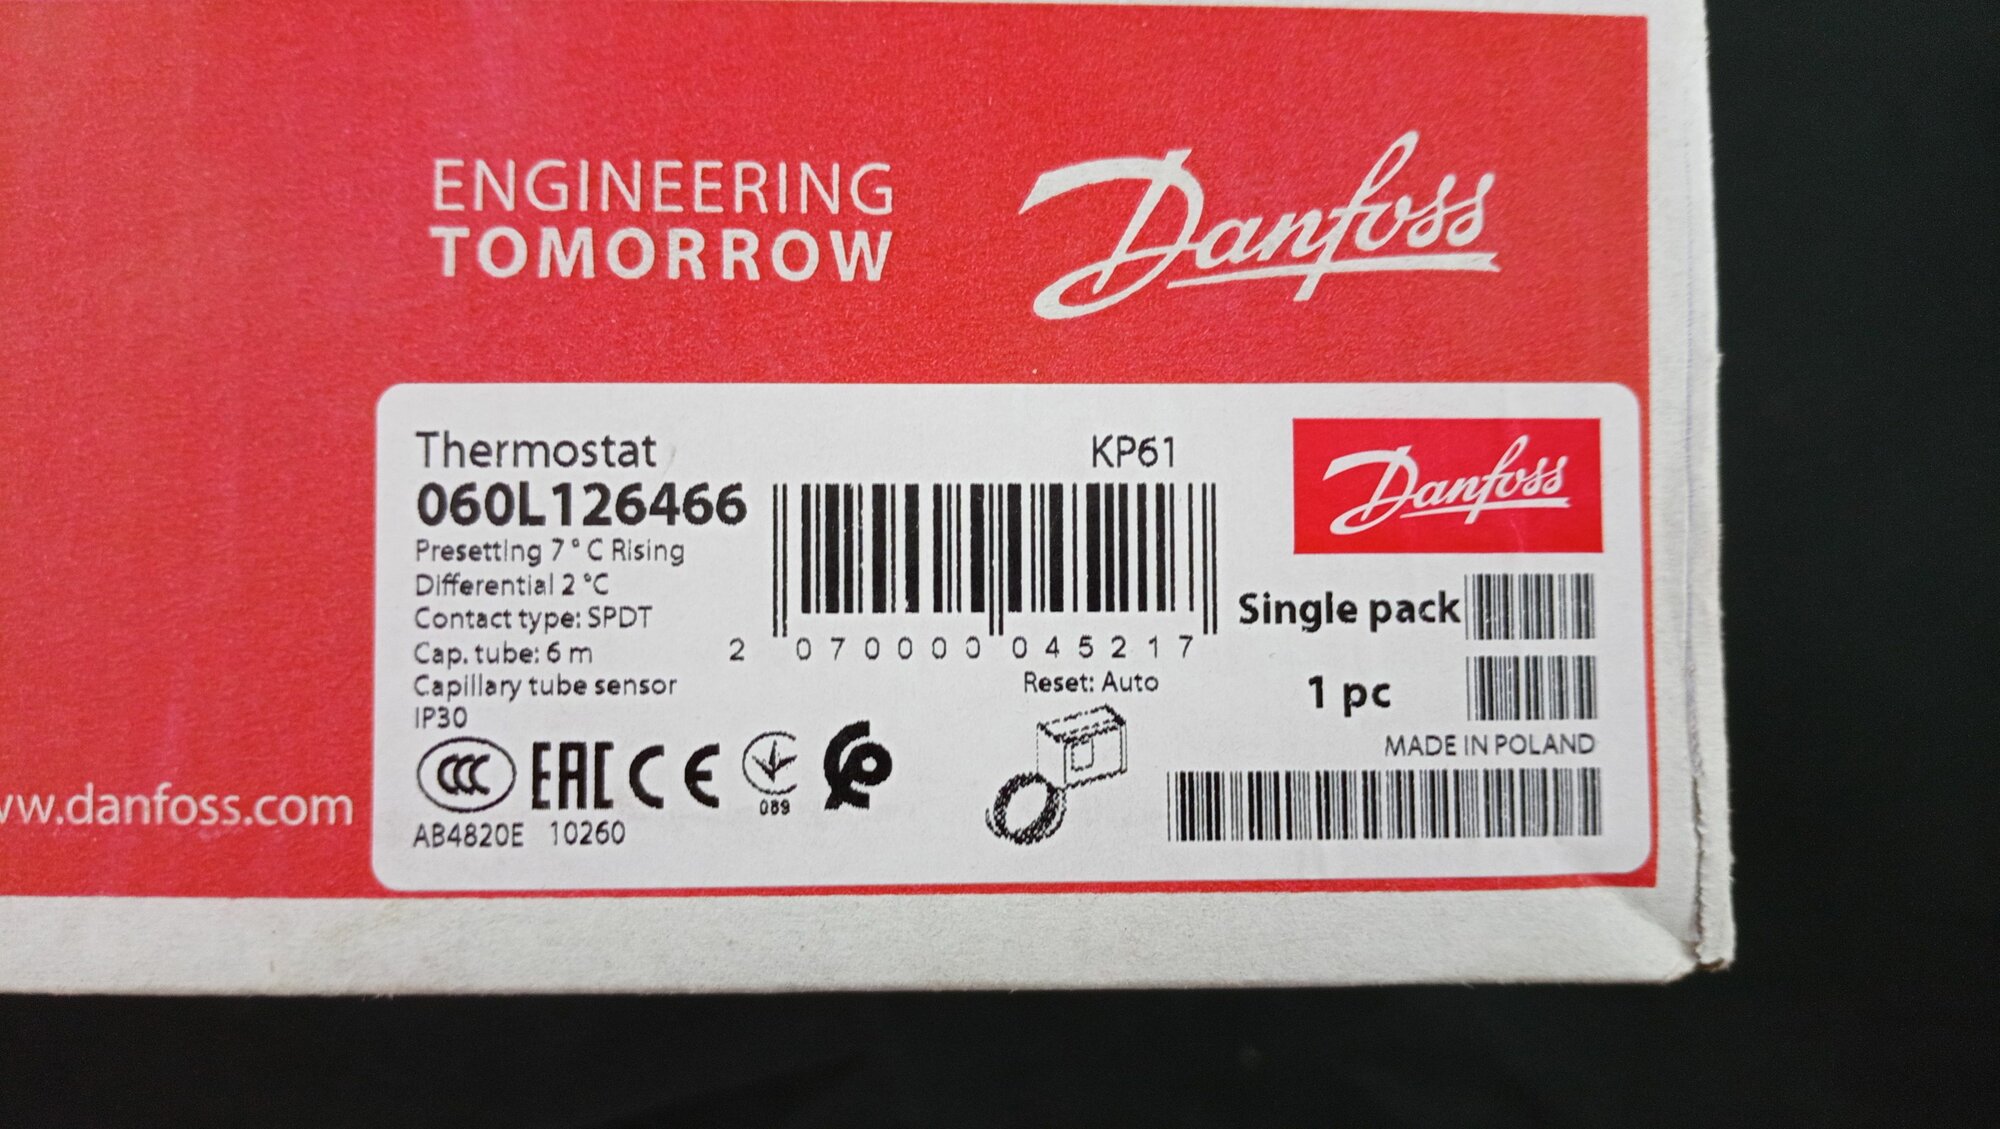 ENGINEERING
TOMORROW
Danfoss
Thermostat
KP61
Danfoss
060L126466
Presetting 7°C Rising
Differential 2 °C
Contact type: SPDT
Cap. tube: 6 m
Capillary tube sensor
IP30
2 070000 045217
Reset: Auto
Single pack
1 pc
MADE IN POLAND
CCC EAC CE
089
AB4820E 10260
ww.danfoss.com